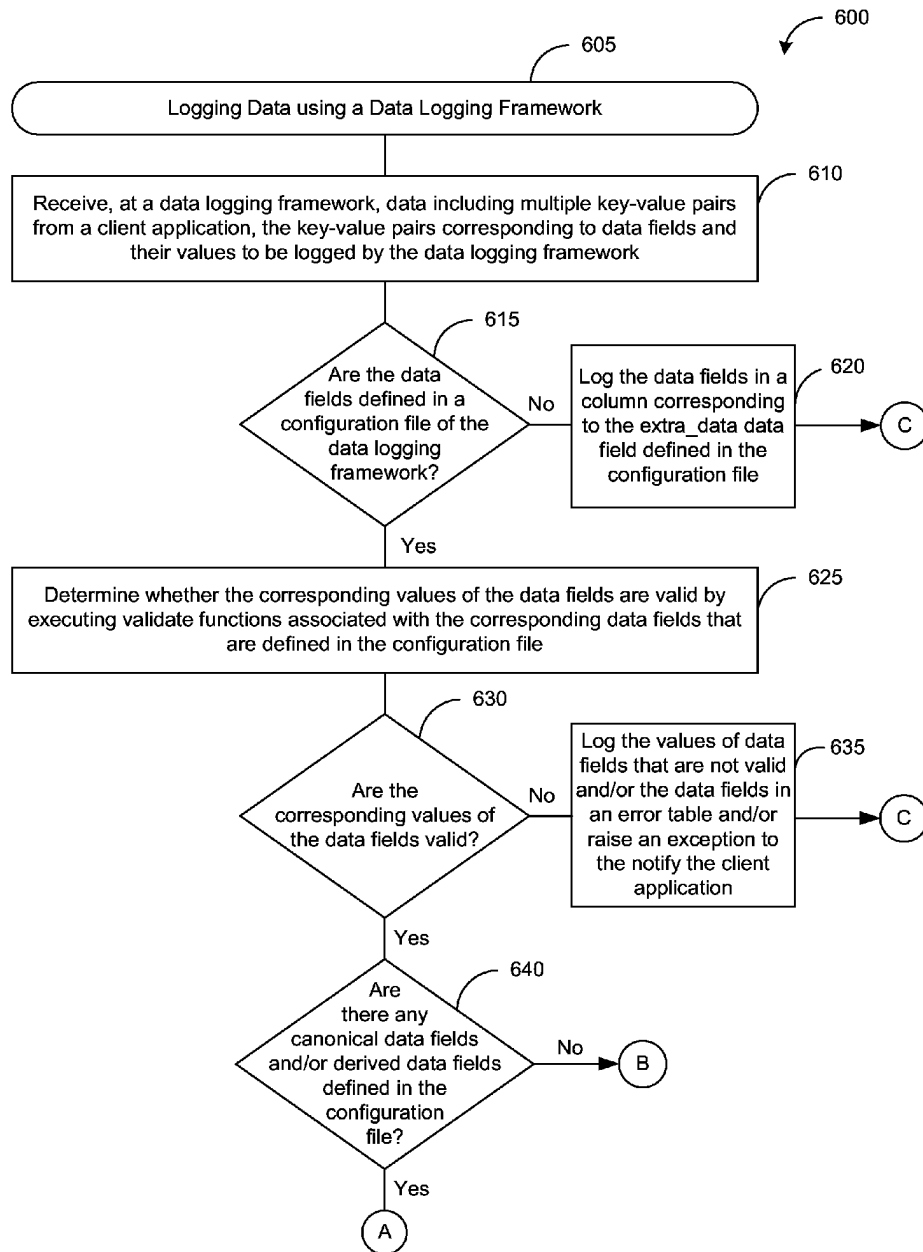 600
605
Logging Data using a Data Logging Framework
610
Receive, at a data logging framework, data including multiple key-value pairs
from a client application, the key-value pairs corresponding to data fields and
their values to be logged by the data logging framework
615
Are the data
fields defined in a
configuration file of the
data logging
framework?
No
620
Log the data fields in a
column corresponding
to the extra_data data
field defined in the
configuration file
C
Yes
625
Determine whether the corresponding values of the data fields are valid by
executing validate functions associated with the corresponding data fields that
are defined in the configuration file
630
Are the
corresponding values of
the data fields valid?
No
635
Log the values of data
fields that are not valid
and/or the data fields in
an error table and/or
raise an exception to
the notify the client
application
C
Yes
640
Are
there any
canonical data fields
and/or derived data fields
defined in the
configuration
file?
No
B
Yes
A